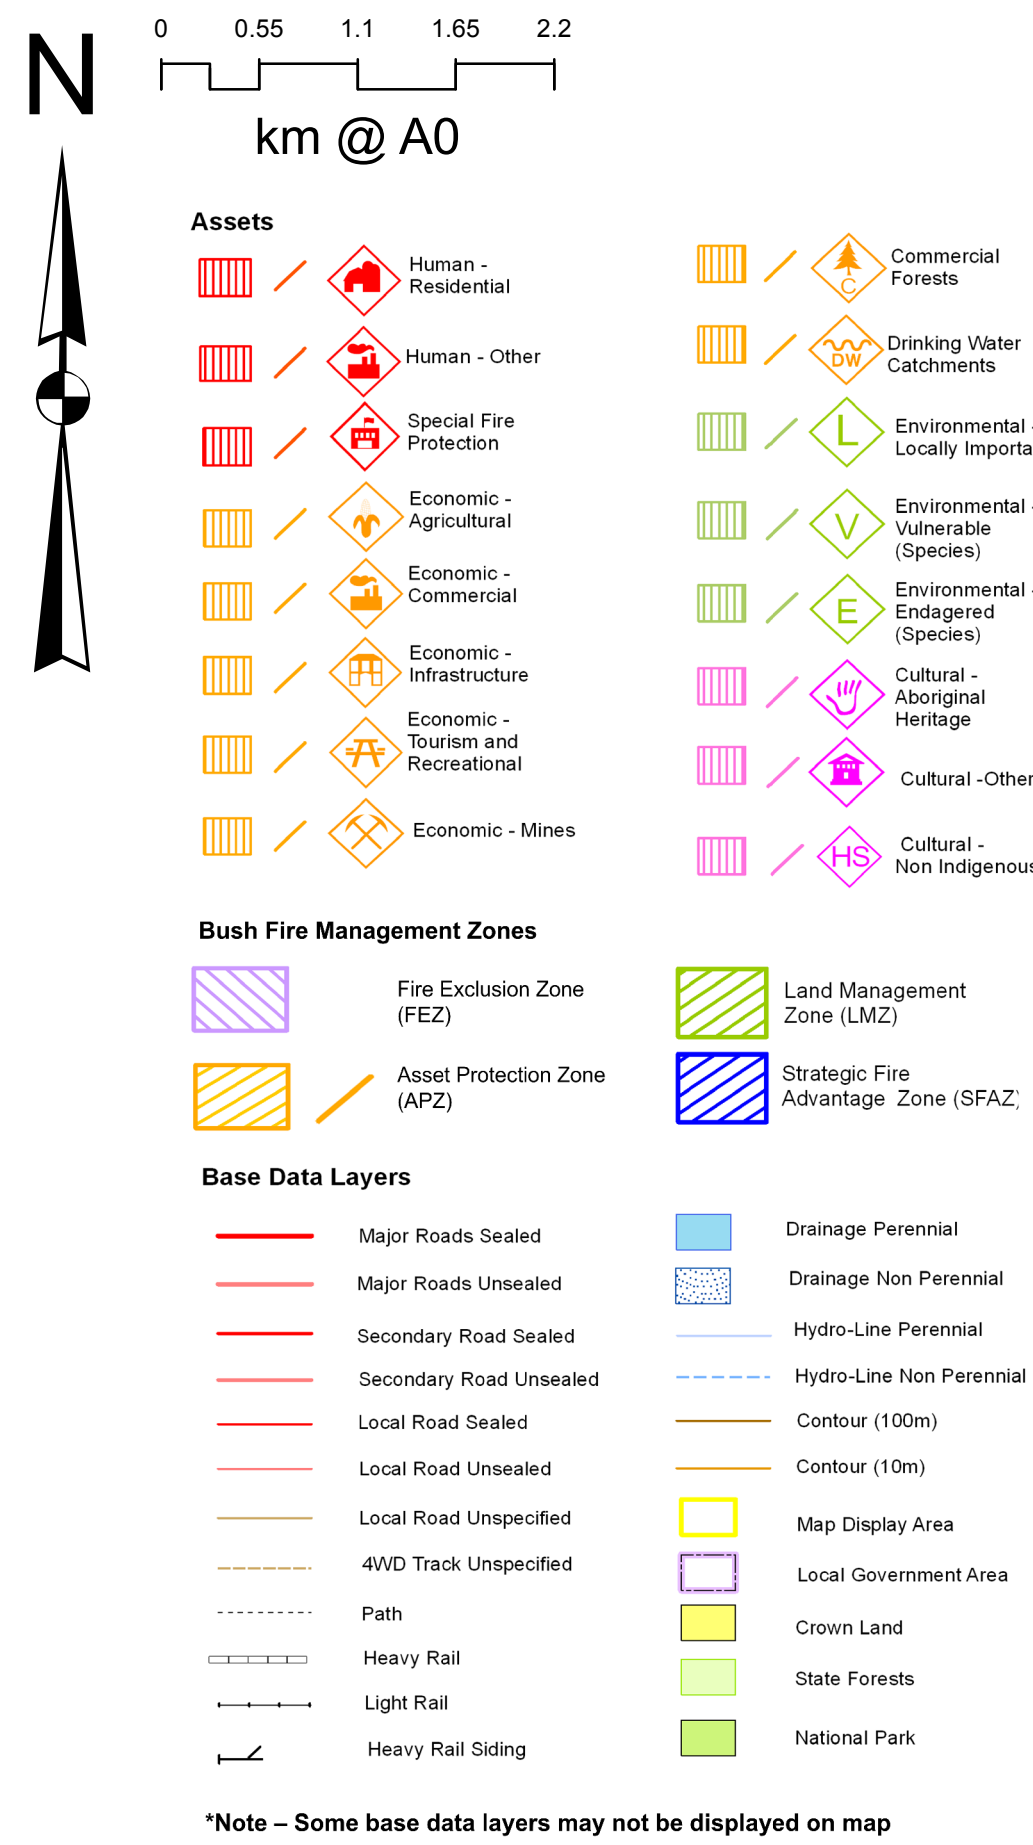 N
0 0.55 1.1 1.65 2.2
km @ A0
Assets
Human -
Residential
Human - Other
Special Fire
Protection
Economic -
Agricultural
Economic -
Commercial
Economic -
Infrastructure
Economic -
Tourism and
Recreational
Economic - Mines
C
Commercial
Forests
DW
Drinking Water
Catchments
L
Environmental -
Locally Importa
V
Environmental -
Vulnerable
(Species)
E
Environmental -
Endagered
(Species)
Cultural -
Aboriginal
Heritage
Cultural -Other
HS
Cultural -
Non Indigenous
Bush Fire Management Zones
Fire Exclusion Zone
(FEZ)
Asset Protection Zone
(APZ)
Land Management
Zone (LMZ)
Strategic Fire
Advantage Zone (SFAZ)
Base Data Layers
Major Roads Sealed
Major Roads Unsealed
Secondary Road Sealed
Secondary Road Unsealed
Local Road Sealed
Local Road Unsealed
Local Road Unspecified
4WD Track Unspecified
Path
Heavy Rail
Light Rail
Heavy Rail Siding
Drainage Perennial
Drainage Non Perennial
Hydro-Line Perennial
Hydro-Line Non Perennial
Contour (100m)
Contour (10m)
Map Display Area
Local Government Area
Crown Land
State Forests
National Park
*Note – Some base data layers may not be displayed on map